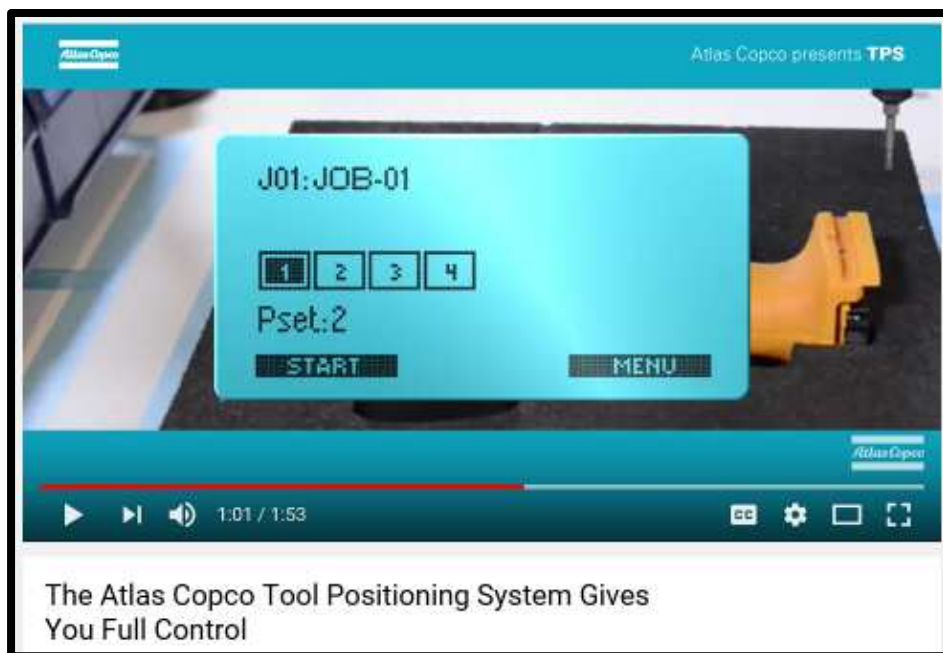 Atlas Copco
Atlas Copco presents TPS
J01:JOB-01
1 2 3 4
Pset:2
START MENU
Atlas Copco
1:01 / 1:53
CC
The Atlas Copco Tool Positioning System Gives
You Full Control